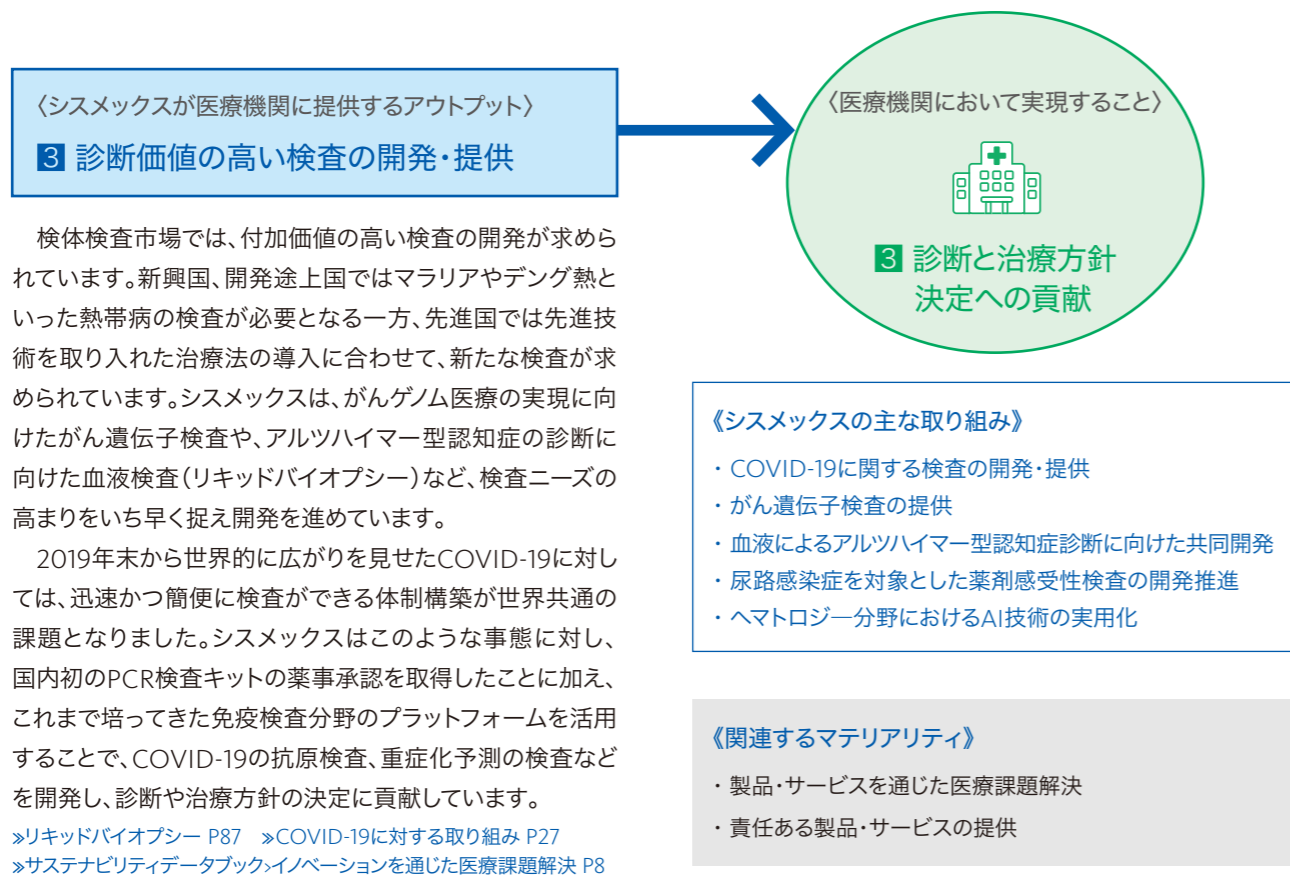 〈システムックスが医療機関に提供するアウトプット〉
3 診断価値の高い検査の開発・提供
〈医療機関において実現すること〉
3 診断と治療方針
決定への貢献
　検体検査市場では、付加価値の高い検査の開発が求めら
れています。新興国、開発途上国ではマラリアやデング熱と
いった熱帯病の検査が必要となる一方、先進国では先進技
術を取り入れた治療法の導入に合わせて、新たな検査が求
められています。シスメックスは、がんゲノム医療の実現に向
けたがん遺伝子検査や、アルツハイマー型認知症の診断に
向けた血液検査（リキッドバイオプシー）など、検査ニーズの
高まりをいち早く捉え開発を進めています。
　2019年末から世界的に広がりを見せたCOVID-19に対し
ては、迅速かつ簡便に検査ができる体制構築が世界共通の
課題となりました。シスメックスはこのような事態に対し、
国内初のPCR検査キットの薬事承認を取得したことに加え、
これまで培ってきた免疫検査分野のプラットフォームを活用
することで、COVID-19の抗原検査、重症化予測の検査など
を開発し、診断や治療方針の決定に貢献しています。
»リキッドバイオプシー P87　»COVID-19に対する取り組み P27
»サステナビリティデータブック›イノベーションを通じた医療課題解決 P8
《シスメックスの主な取り組み》
・COVID-19に関する検査の開発・提供
・がん遺伝子検査の提供
・血液によるアルツハイマー型認知症診断に向けた共同開発
・尿路感染症を対象とした薬剤感受性検査の開発推進
・ヘマトロジ―分野におけるAI技術の実用化
《関連するマテリアリティ》
・製品・サービスを通じた医療課題解決
・責任ある製品・サービスの提供